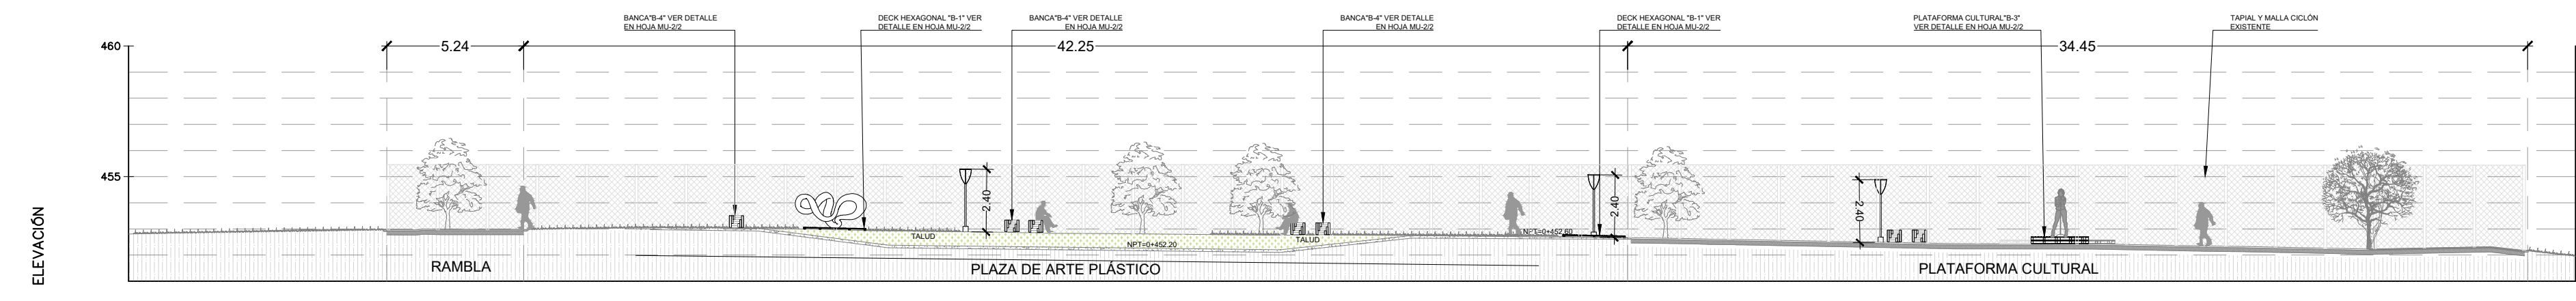 BANCA"B-4" VER DETALLE
EN HOJA MU-2/2
DECK HEXAGONAL "B-1" VER
DETALLE EN HOJA MU-2/2
BANCA"B-4" VER DETALLE
EN HOJA MU-2/2
BANCA"B-4" VER DETALLE
EN HOJA MU-2/2
DECK HEXAGONAL "B-1" VER
DETALLE EN HOJA MU-2/2
PLATAFORMA CULTURAL"B-3"
VER DETALLE EN HOJA MU-2/2
TAPIAL Y MALLA CICLÓN
EXISTENTE
460
5.24
42.25
34.45
455
2.40
2.40
2.40
ELEVACIÓN
TALUD
NPT=0+452.20
TALUD
NPT=0+452.60
RAMBLA
PLAZA DE ARTE PLÁSTICO
PLATAFORMA CULTURAL